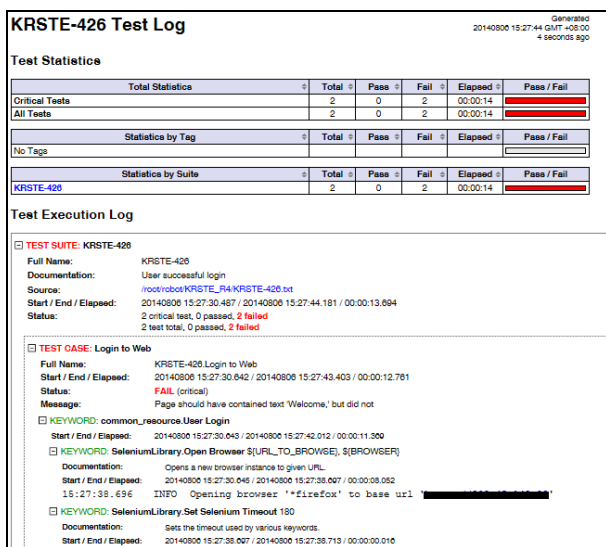 KRSTE-426 Test Log
Generated
20140806 15:27:44 GMT +08:00
4 seconds ago
Test Statistics
Total Statistics Total Pass Fail Elapsed Pass / Fail
Critical Tests 2 0 2 00:00:14
All Tests 2 0 2 00:00:14
Statistics by Tag Total Pass Fail Elapsed Pass / Fail
No Tags
Statistics by Suite Total Pass Fail Elapsed Pass / Fail
KRSTE-426 2 0 2 00:00:14
Test Execution Log
TEST SUITE: KRSTE-426
Full Name: KRSTE-426
Documentation: User successful login
Source: /root/robot/KRSTE_R4/KRSTE-426.txt
Start / End / Elapsed: 20140806 15:27:30.487 / 20140806 15:27:44.181 / 00:00:13.694
Status: 2 critical test, 0 passed, 2 failed
2 test total, 0 passed, 2 failed
TEST CASE: Login to Web
Full Name: KRSTE-426.Login to Web
Start / End / Elapsed: 20140806 15:27:30.642 / 20140806 15:27:43.403 / 00:00:12.761
Status: FAIL (critical)
Message: Page should have contained text 'Welcome,' but did not
KEYWORD: common_resource.User Login
Start / End / Elapsed: 20140806 15:27:30.643 / 20140806 15:27:42.012 / 00:00:11.369
KEYWORD: SeleniumLibrary.Open Browser ${URL_TO_BROWSE}, ${BROWSER}
Documentation: Opens a new browser instance to given URL.
Start / End / Elapsed: 20140806 15:27:30.645 / 20140806 15:27:38.697 / 00:00:08.052
15:27:38.696 INFO Opening browser '*firefox' to base url '
KEYWORD: SeleniumLibrary.Set Selenium Timeout 180
Documentation: Sets the timeout used by various keywords.
Start / End / Elapsed: 20140806 15:27:38.697 / 20140806 15:27:38.713 / 00:00:00.016